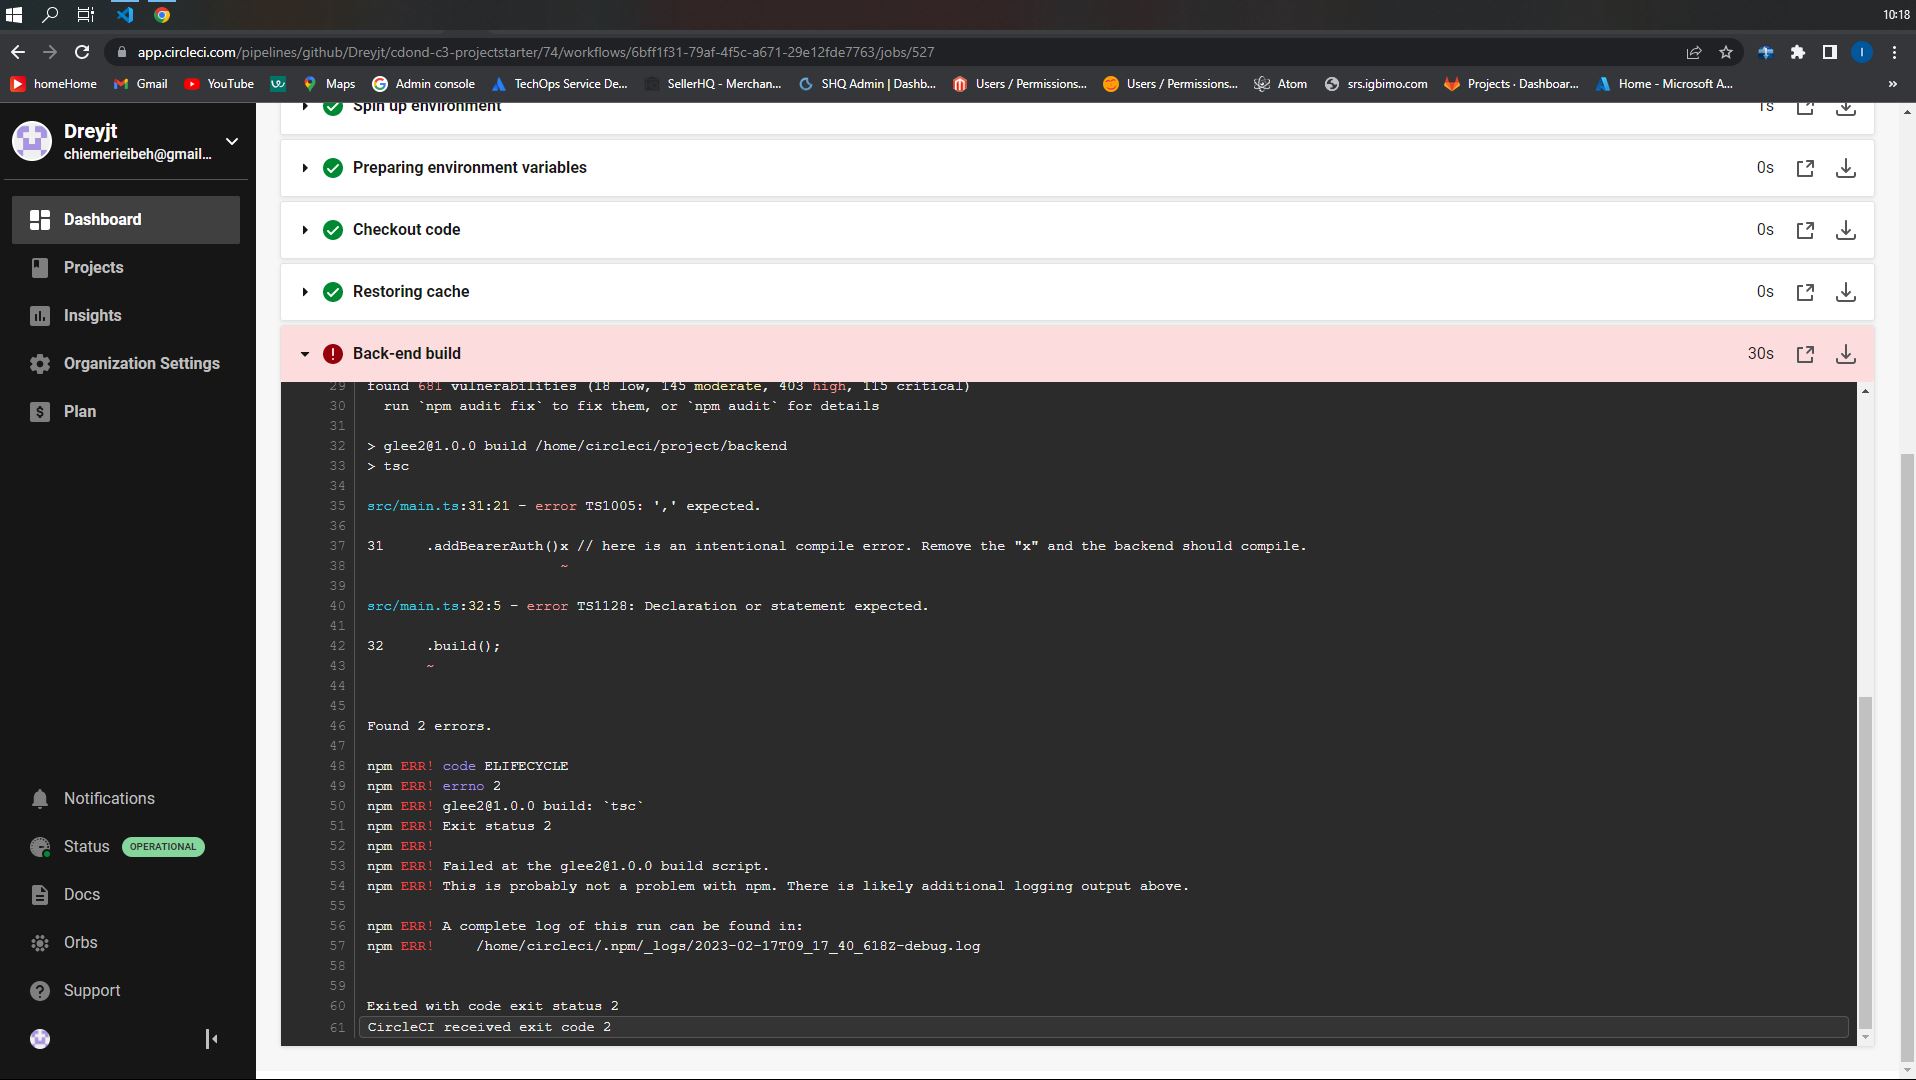 10:18
app.circleci.com/pipelines/github/Dreyjt/cdond-c3-projectstarter/74/workflows/6bff1f31-79af-4f5c-a671-29e12fde7763/jobs/527
I
homeHome Gmail YouTube Maps Admin console TechOps Service De... SellerHQ - Merchan... SHQ Admin | Dashb... Users / Permissions... Users / Permissions... Atom srs.igbimo.com Projects · Dashboar... Home - Microsoft A... »
Dreyjt
chiemerieibeh@gmail...
Dashboard
Projects
Insights
Organization Settings
Plan
Notifications
Status OPERATIONAL
Docs
Orbs
Support
Spin up environment 1s
Preparing environment variables 0s
Checkout code 0s
Restoring cache 0s
Back-end build 30s
29 found 681 vulnerabilities (18 low, 145 moderate, 403 high, 115 critical)
30 run `npm audit fix` to fix them, or `npm audit` for details
31
32 > glee2@1.0.0 build /home/circleci/project/backend
33 > tsc
34
35 src/main.ts:31:21 - error TS1005: ',' expected.
36
37 31 .addBearerAuth()x // here is an intentional compile error. Remove the "x" and the backend should compile.
38 ~
39
40 src/main.ts:32:5 - error TS1128: Declaration or statement expected.
41
42 32 .build();
43 ~
44
45
46 Found 2 errors.
47
48 npm ERR! code ELIFECYCLE
49 npm ERR! errno 2
50 npm ERR! glee2@1.0.0 build: `tsc`
51 npm ERR! Exit status 2
52 npm ERR!
53 npm ERR! Failed at the glee2@1.0.0 build script.
54 npm ERR! This is probably not a problem with npm. There is likely additional logging output above.
55
56 npm ERR! A complete log of this run can be found in:
57 npm ERR! /home/circleci/.npm/_logs/2023-02-17T09_17_40_618Z-debug.log
58
59
60 Exited with code exit status 2
61 CircleCI received exit code 2